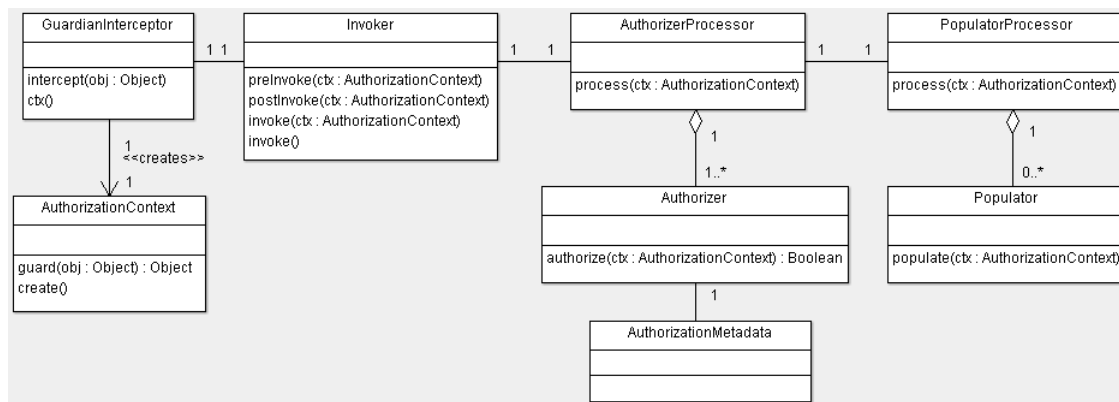 GuardianInterceptor
intercept(obj : Object)
ctx()
1 1
Invoker
preInvoke(ctx : AuthorizationContext)
postInvoke(ctx : AuthorizationContext)
invoke(ctx : AuthorizationContext)
invoke()
1 1
AuthorizerProcessor
process(ctx : AuthorizationContext)
1 1
PopulatorProcessor
process(ctx : AuthorizationContext)
1
<<creates>>
1
1
1..*
1
0..*
AuthorizationContext
guard(obj : Object) : Object
create()
Authorizer
authorize(ctx : AuthorizationContext) : Boolean
Populator
populate(ctx : AuthorizationContext)
1
AuthorizationMetadata